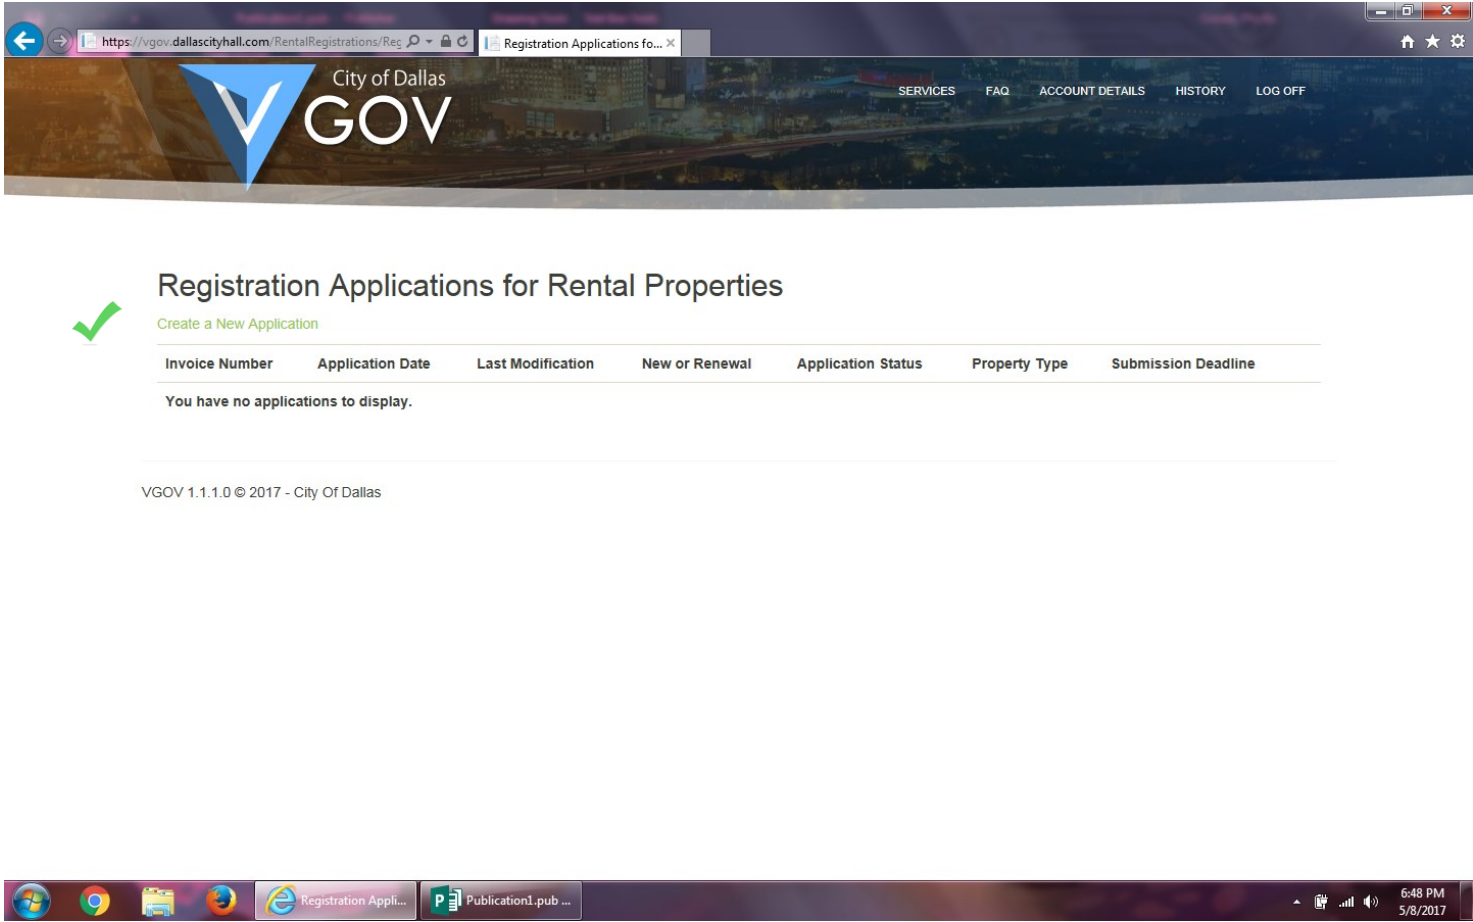 https://vgov.dallascityhall.com/RentalRegistrations/Reg
Registration Applications fo...
City of Dallas
GOV
SERVICES FAQ ACCOUNT DETAILS HISTORY LOG OFF
Registration Applications for Rental Properties
Create a New Application
Invoice Number Application Date Last Modification New or Renewal Application Status Property Type Submission Deadline
You have no applications to display.
VGOV 1.1.1.0 © 2017 - City Of Dallas
Registration Appli...
Publication1.pub ...
6:48 PM
5/8/2017